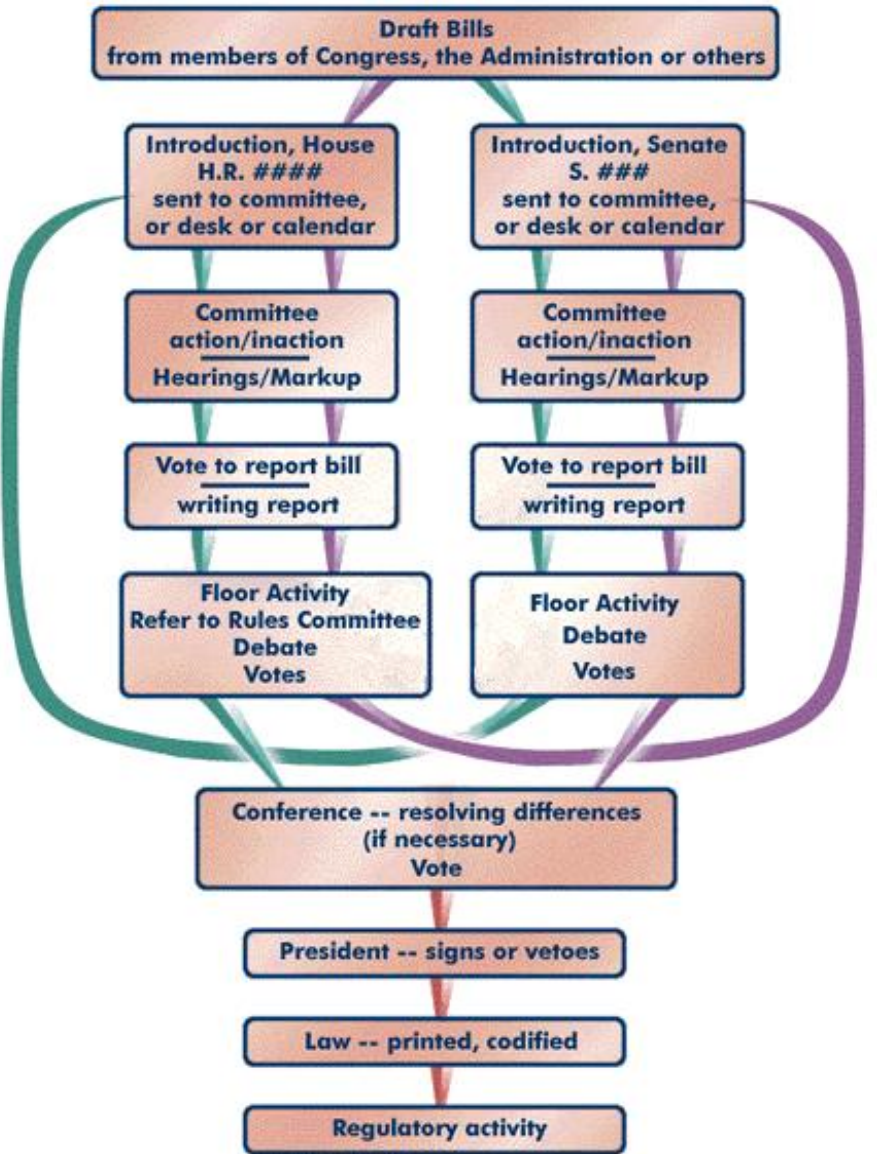 Draft Bills
from members of Congress, the Administration or others
Introduction, House
H.R. ####
sent to committee,
or desk or calendar
Introduction, Senate
S. ###
sent to committee,
or desk or calendar
Committee
action/inaction
Hearings/Markup
Committee
action/inaction
Hearings/Markup
Vote to report bill
writing report
Vote to report bill
writing report
Floor Activity
Refer to Rules Committee
Debate
Votes
Floor Activity
Debate
Votes
Conference -- resolving differences
(if necessary)
Vote
President -- signs or vetoes
Law -- printed, codified
Regulatory activity